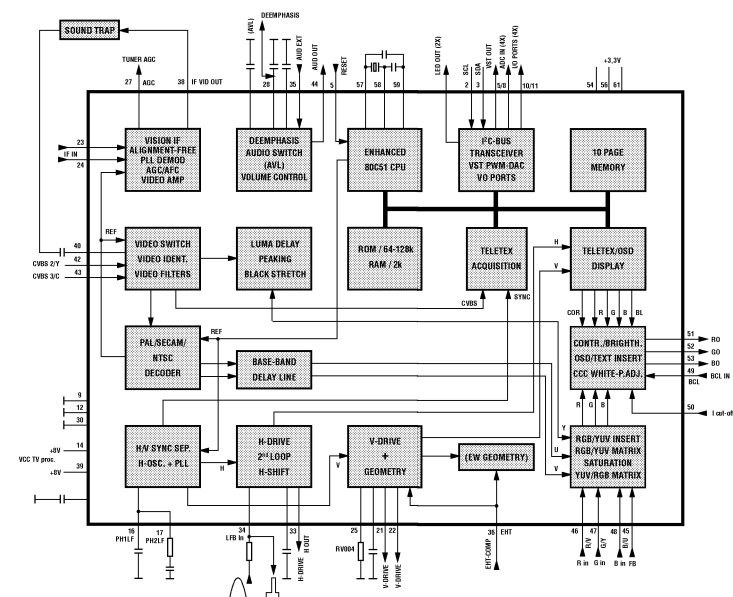 SOUND TRAP
(AVL)
DEEMPHASIS
AUD EXT
AUD OUT
RESET
LED OUT (2X)
SCL
SDA
VST OUT
ADC IN (4X)
I/O PORTS (4X)
+3,3V
TUNER AGC
27
AGC
38
IF VID OUT
28
35
44
5
57
58
59
2
3
5/8
10/11
54
56
61
23
IF IN
24
VISION IF
ALIGNMENT-FREE
PLL DEMOD
AGC/AFC
VIDEO AMP
DEEMPHASIS
AUDIO SWITCH
(AVL)
VOLUME CONTROL
ENHANCED
80C51 CPU
I²C-BUS
TRANSCEIVER
VST PWM-DAC
VO PORTS
10 PAGE
MEMORY
REF
40
42
CVBS 2/Y
43
CVBS 3/C
VIDEO SWITCH
VIDEO IDENT.
VIDEO FILTERS
LUMA DELAY
PEAKING
BLACK STRETCH
ROM / 64-128k
RAM / 2k
TELETEX
ACQUISITION
CVBS
SYNC
H
V
TELETEX/OSD
DISPLAY
COR
R
G
B
BL
PAL/SECAM/
NTSC
DECODER
REF
BASE-BAND
DELAY LINE
CONTR./BRIGHTH.
OSD/TEXT INSERT
CCC WHITE-P.ADJ.
51
RO
52
GO
53
BO
49
BCL
BCL IN
50
I cut-off
R
G
B
9
12
30
14
+8V
VCC TV proc.
39
+8V
H/V SYNC SEP.
H-OSC. + PLL
H
H-DRIVE
2nd LOOP
H-SHIFT
V
V-DRIVE
+
GEOMETRY
(EW GEOMETRY)
Y
U
V
RGB/YUV INSERT
RGB/YUV MATRIX
SATURATION
YUV/RGB MATRIX
16
PH1LF
17
PH2LF
34
LFB In
33
H OUT
H-DRIVE
25
RV004
21
22
V-DRIVE
V-DRIVE
36
EHT
EHT-COMP
46
R/V
47
G/Y
48
B/U
45
R in
G in
B in
FB